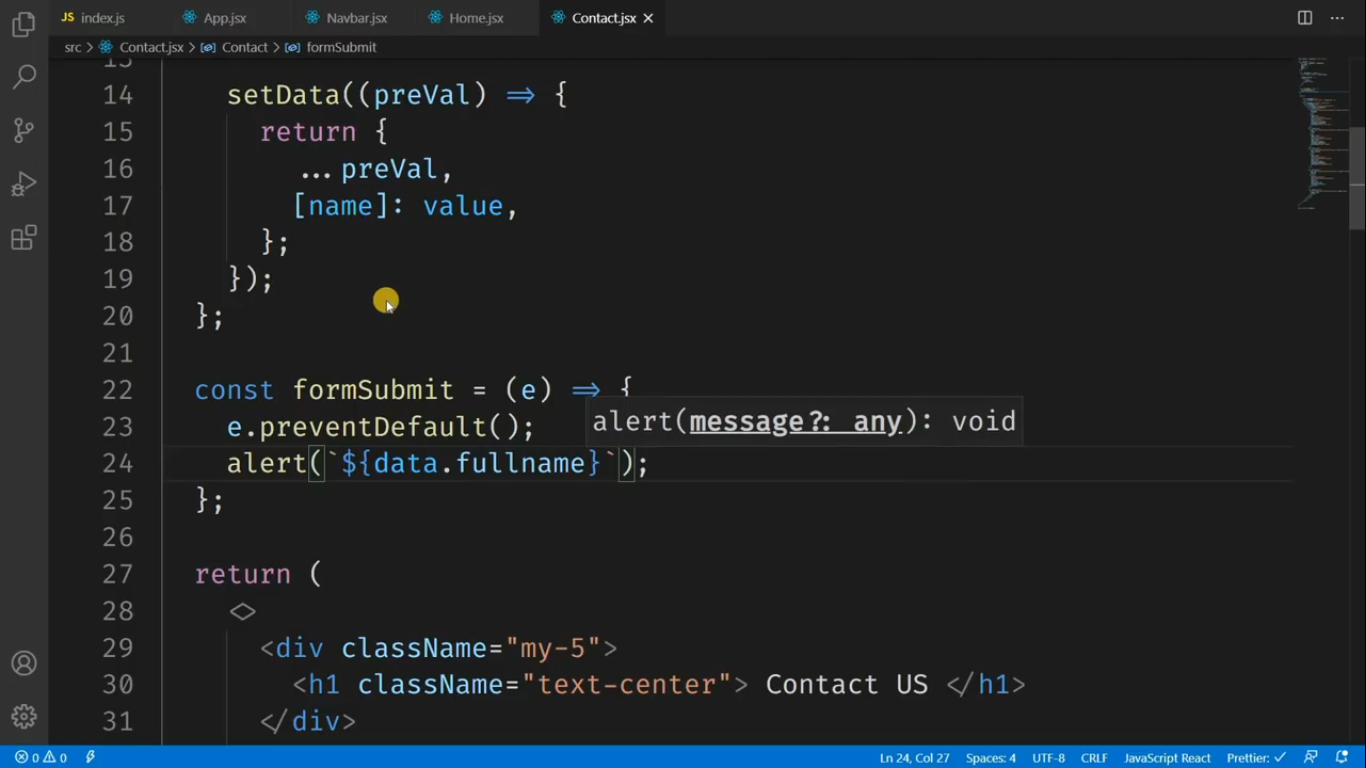 JS index.js App.jsx Navbar.jsx Home.jsx Contact.jsx ✕ ...
src > Contact.jsx > Contact > formSubmit
13
14 setData((preVal) => {
15 return {
16 ...preVal,
17 [name]: value,
18 };
19 });
20 };
21
22 const formSubmit = (e) => {
alert(message?: any): void
23 e.preventDefault();
24 alert(`${data.fullname}`);
25 };
26
27 return (
28 <>
29 <div className="my-5">
30 <h1 className="text-center"> Contact US </h1>
31 </div>
0 0 Ln 24, Col 27 Spaces: 4 UTF-8 CRLF JavaScript React Prettier: ✓